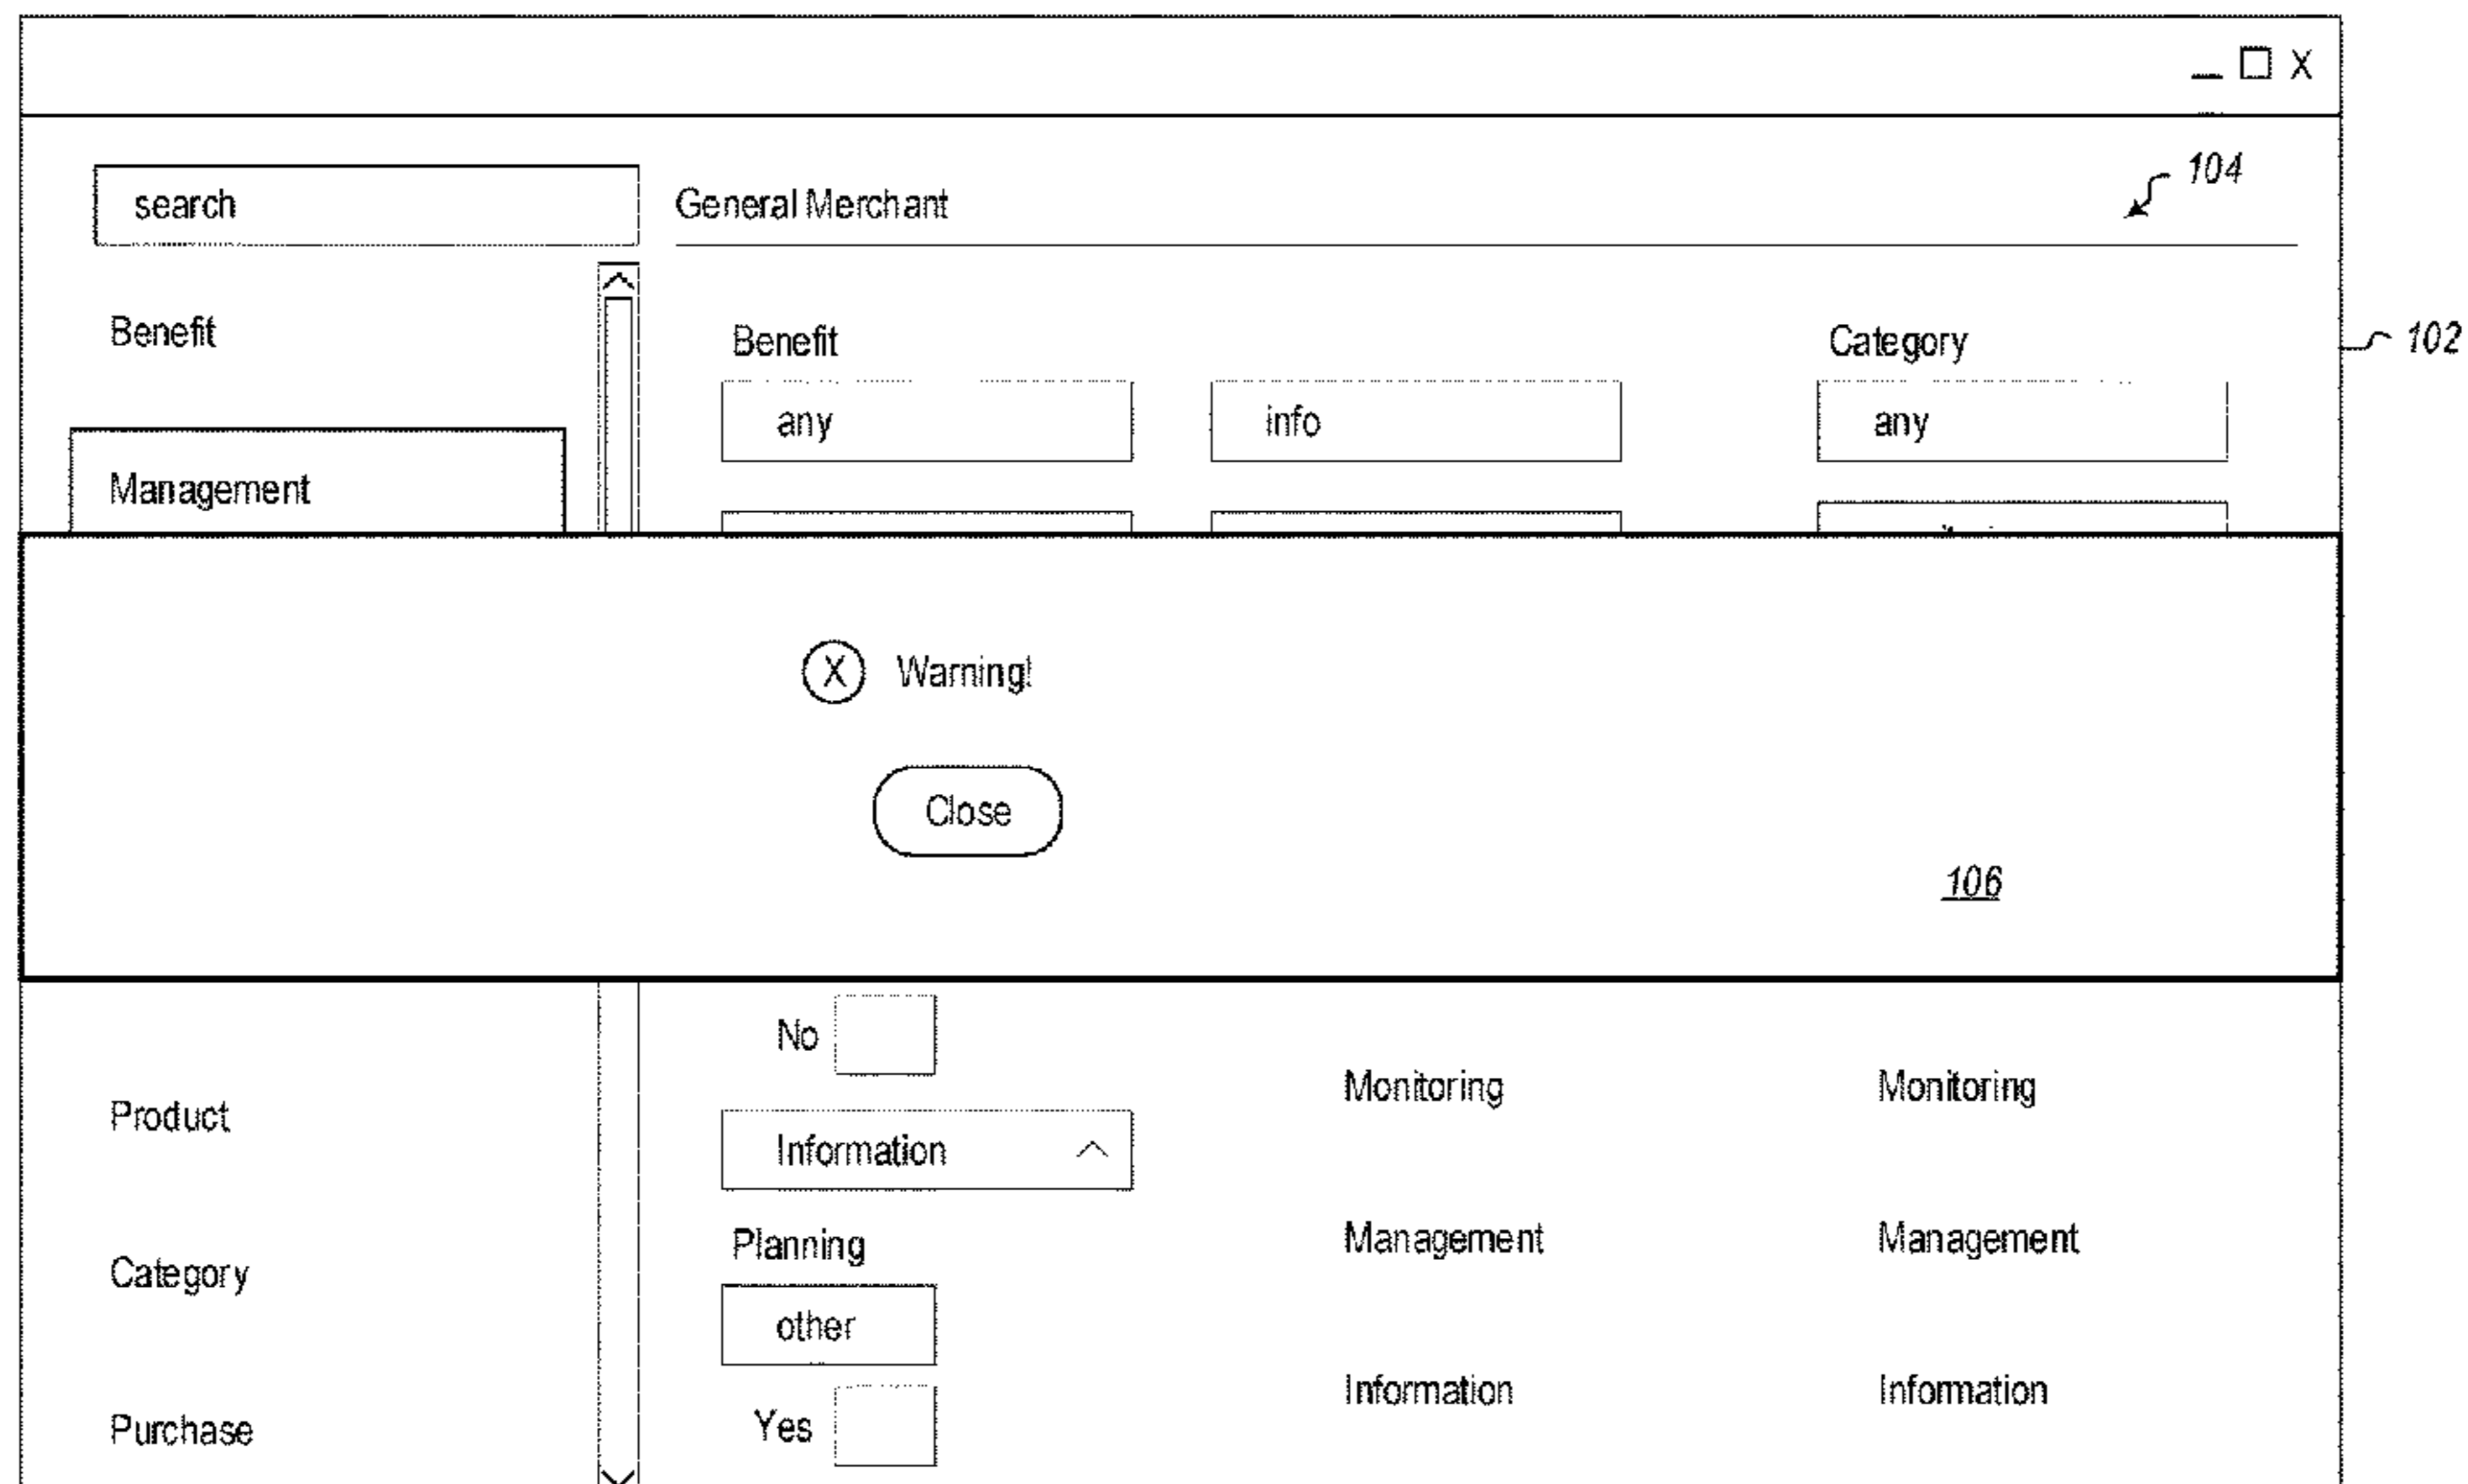 X
104
search
General Merchant
Benefit
Benefit
Category
102
any
info
any
Management
X Warning!
Close
106
No
Monitoring
Monitoring
Product
Information
Management
Management
Planning
Category
other
Information
Information
Purchase
Yes